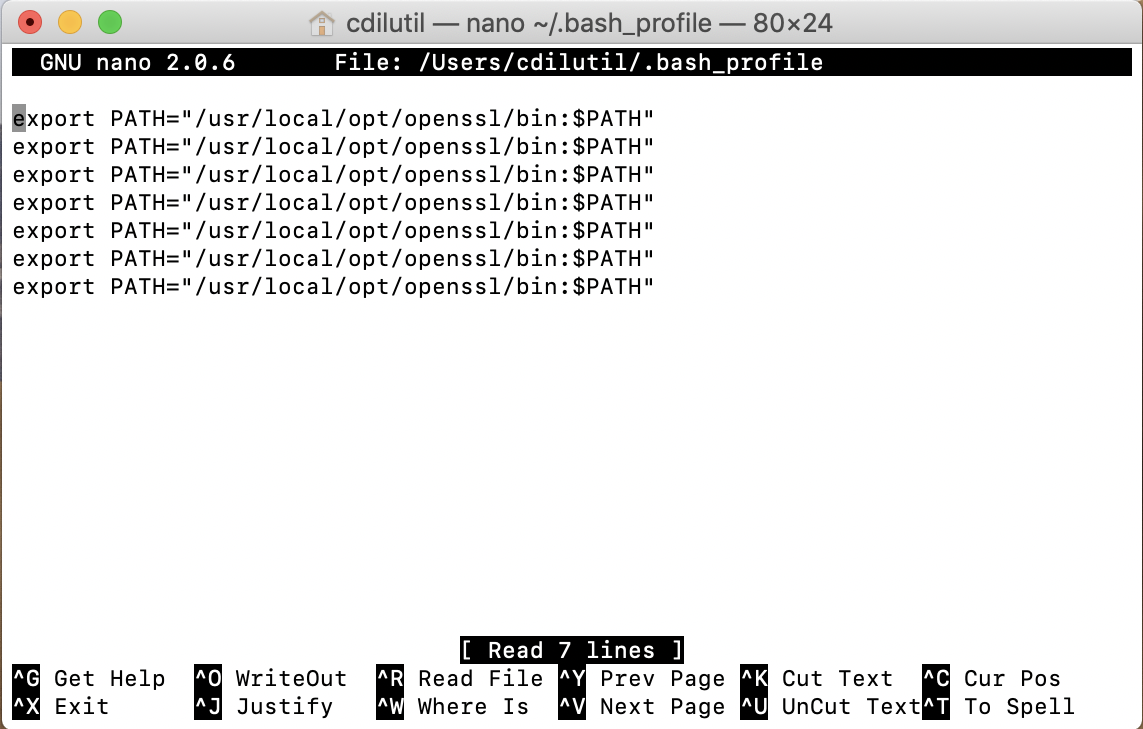 cdilutil — nano ~/.bash_profile — 80×24
GNU nano 2.0.6 File: /Users/cdilutil/.bash_profile
export PATH="/usr/local/opt/openssl/bin:$PATH"
export PATH="/usr/local/opt/openssl/bin:$PATH"
export PATH="/usr/local/opt/openssl/bin:$PATH"
export PATH="/usr/local/opt/openssl/bin:$PATH"
export PATH="/usr/local/opt/openssl/bin:$PATH"
export PATH="/usr/local/opt/openssl/bin:$PATH"
export PATH="/usr/local/opt/openssl/bin:$PATH"
[ Read 7 lines ]
^G Get Help ^O WriteOut ^R Read File ^Y Prev Page ^K Cut Text ^C Cur Pos
^X Exit ^J Justify ^W Where Is ^V Next Page ^U UnCut Text^T To Spell